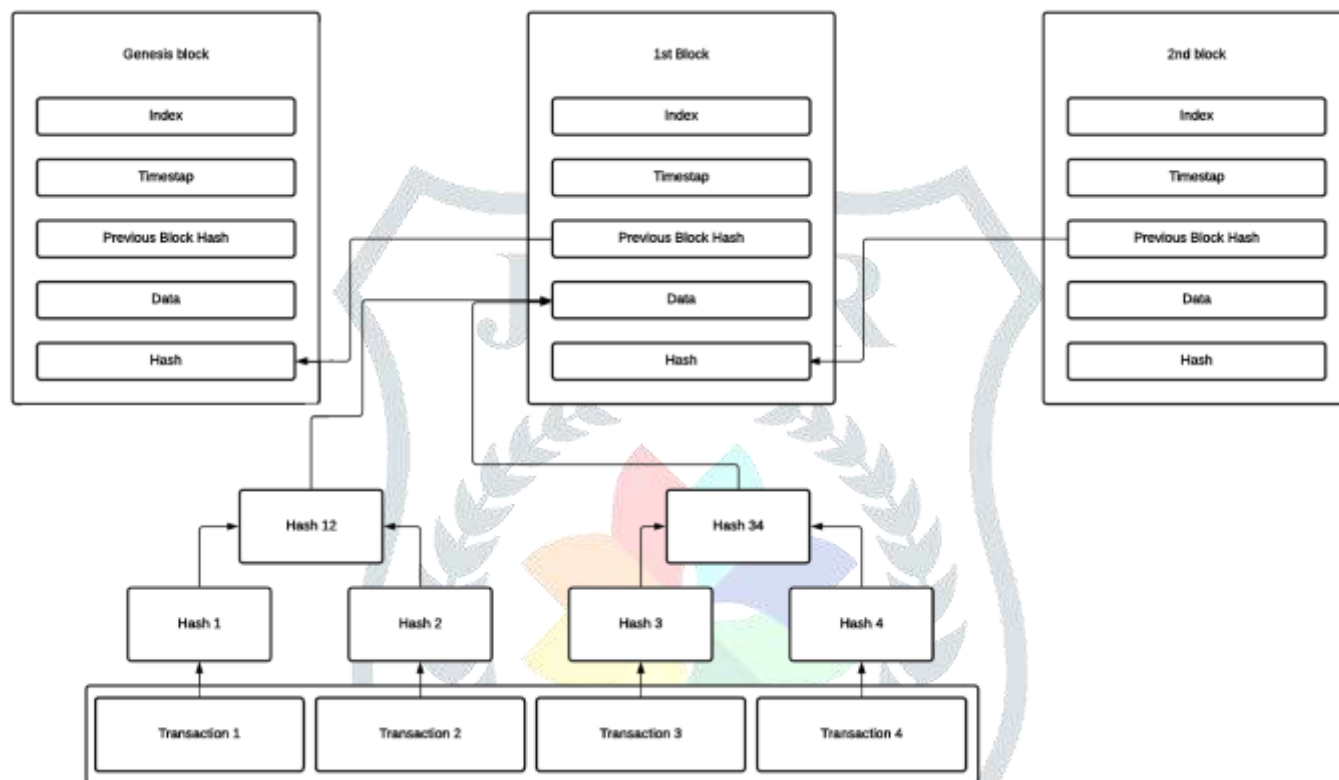 Genesis block
Index
Timestap
Previous Block Hash
Data
Hash
1st Block
Index
Timestap
Previous Block Hash
Data
Hash
2nd block
Index
Timestap
Previous Block Hash
Data
Hash
Hash 12
Hash 34
Hash 1
Hash 2
Hash 3
Hash 4
Transaction 1
Transaction 2
Transaction 3
Transaction 4